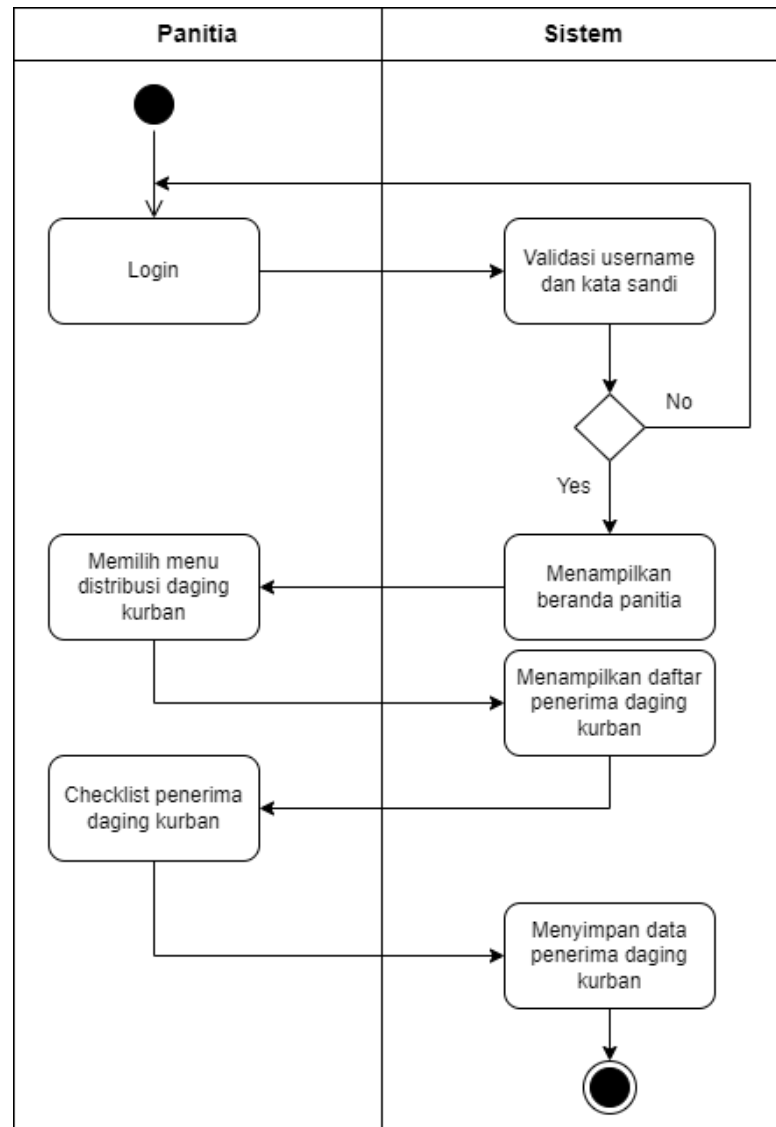 Panitia
Sistem
Login
Validasi username
dan kata sandi
No
Yes
Memilih menu
distribusi daging
kurban
Menampilkan
beranda panitia
Menampilkan daftar
penerima daging
kurban
Checklist penerima
daging kurban
Menyimpan data
penerima daging
kurban